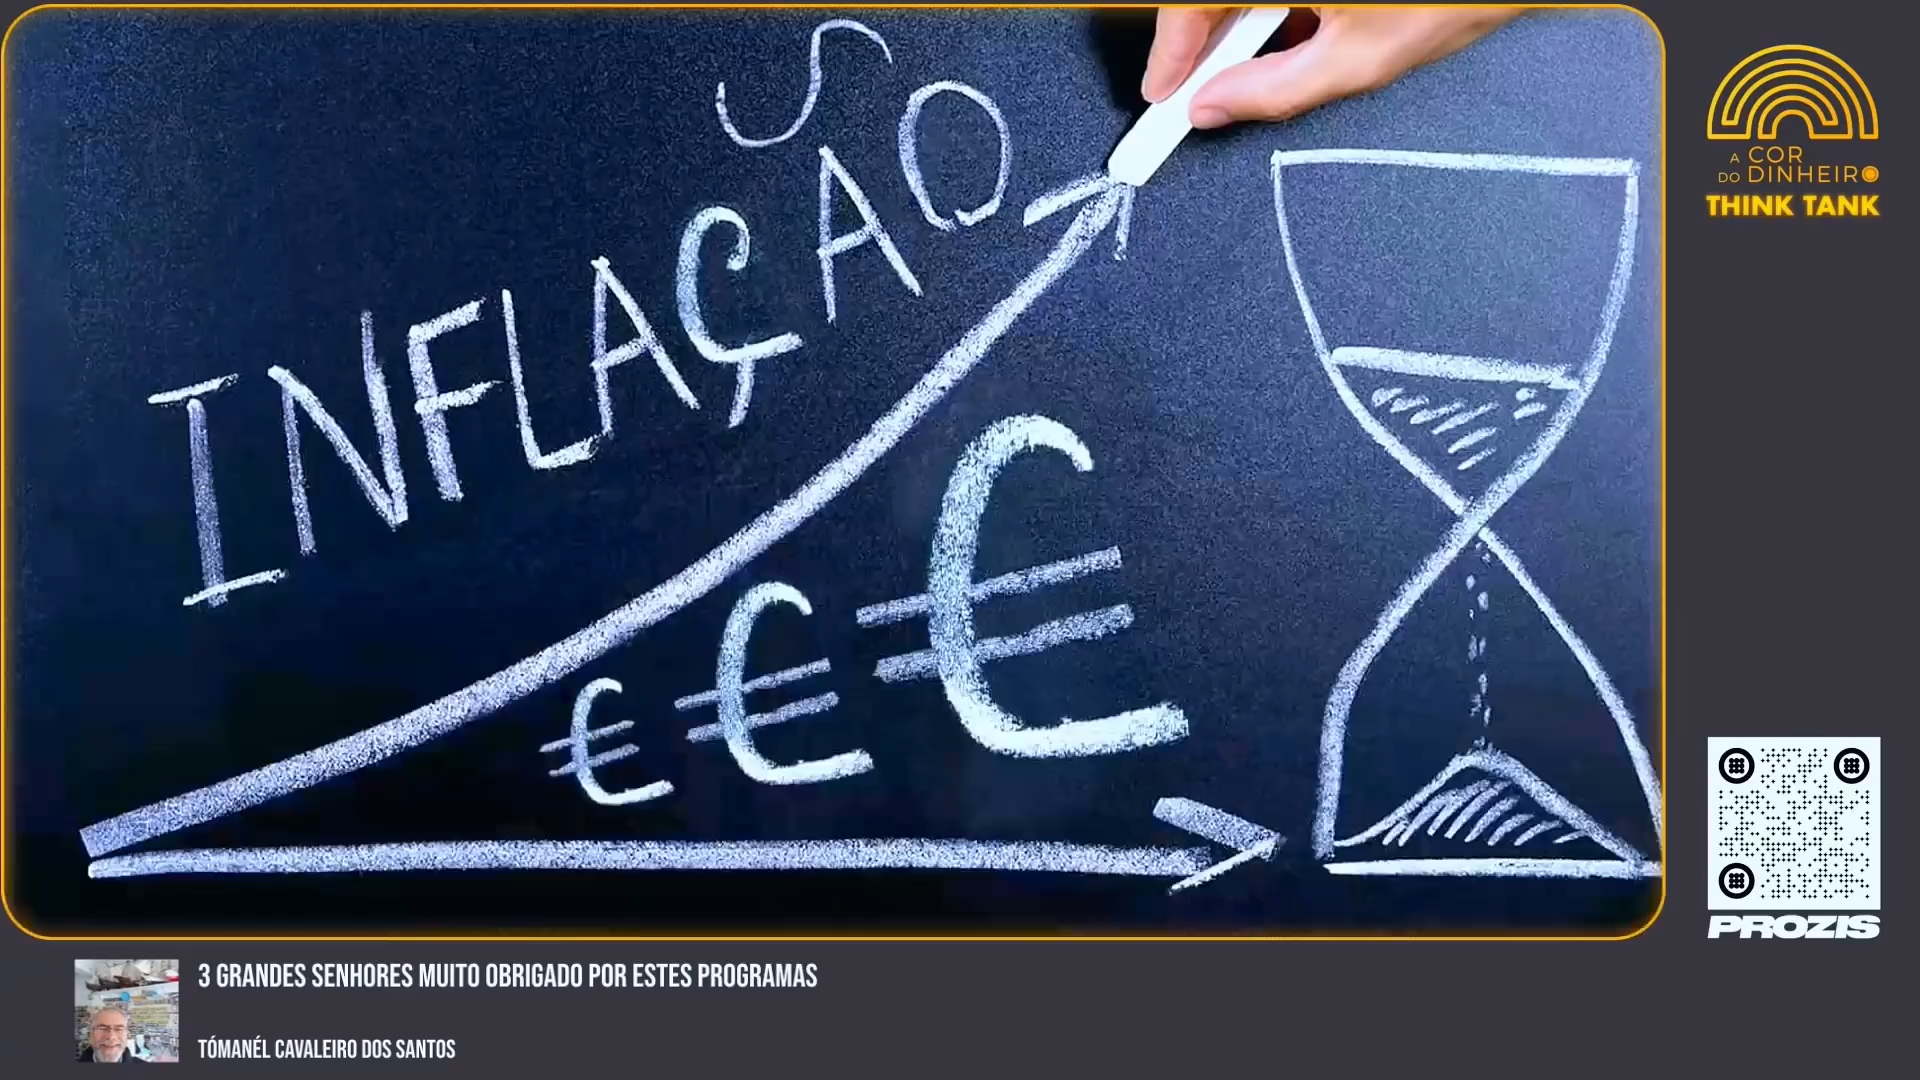 INFLAÇÃO
€ € €
A COR
DO DINHEIRO
THINK TANK
PROZIS
3 GRANDES SENHORES MUITO OBRIGADO POR ESTES PROGRAMAS
TÓMANÉL CAVALEIRO DOS SANTOS